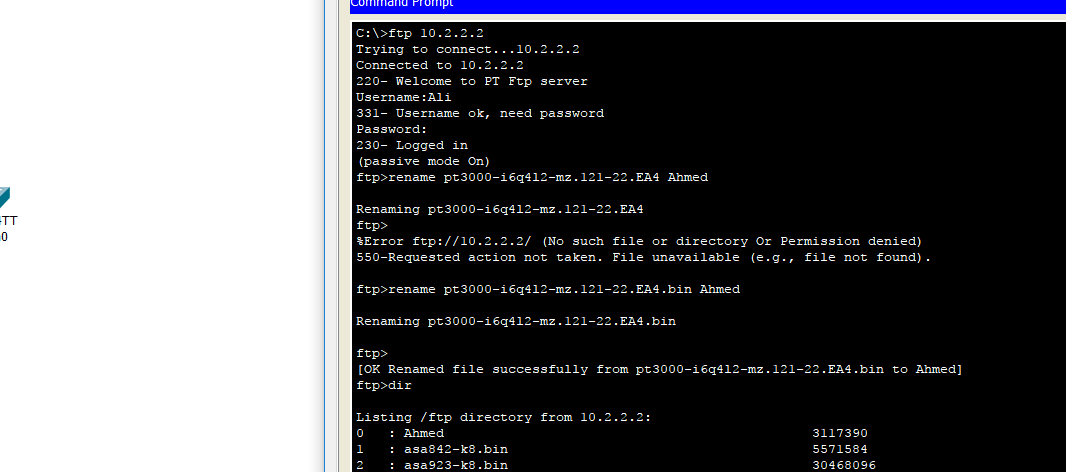 Command Prompt
C:\>ftp 10.2.2.2
Trying to connect...10.2.2.2
Connected to 10.2.2.2
220- Welcome to PT Ftp server
Username:Ali
331- Username ok, need password
Password:
230- Logged in
(passive mode On)
ftp>rename pt3000-i6q4l2-mz.121-22.EA4 Ahmed
Renaming pt3000-i6q4l2-mz.121-22.EA4
ftp>
%Error ftp://10.2.2.2/ (No such file or directory Or Permission denied)
550-Requested action not taken. File unavailable (e.g., file not found).
ftp>rename pt3000-i6q4l2-mz.121-22.EA4.bin Ahmed
Renaming pt3000-i6q4l2-mz.121-22.EA4.bin
ftp>
[OK Renamed file successfully from pt3000-i6q4l2-mz.121-22.EA4.bin to Ahmed]
ftp>dir
Listing /ftp directory from 10.2.2.2:
0 : Ahmed 3117390
1 : asa842-k8.bin 5571584
2 : asa923-k8.bin 30468096